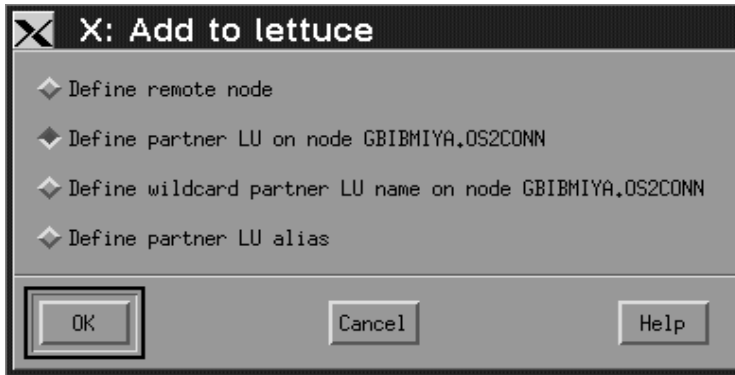 X: Add to lettuce
Define remote node
Define partner LU on node GBIBMIYA.OS2CONN
Define wildcard partner LU name on node GBIBMIYA.OS2CONN
Define partner LU alias
OK Cancel Help